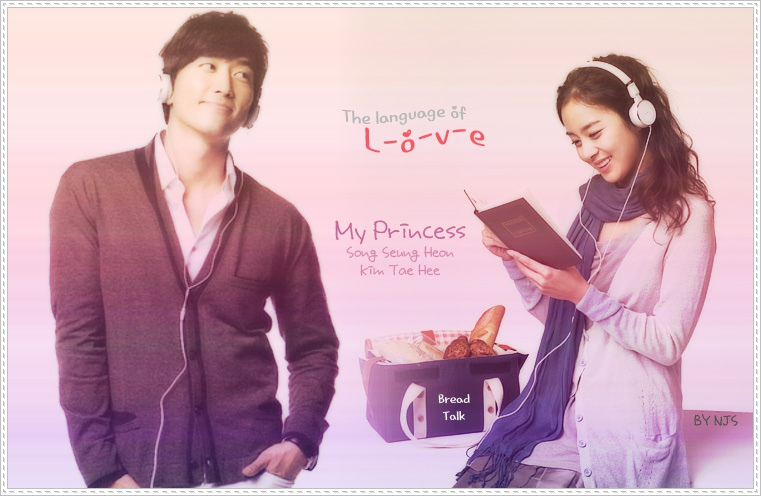 The language of
L-o-v-e
My Princess
Song Seung Heon
Kim Tae Hee
Bread
Talk
BY NJS